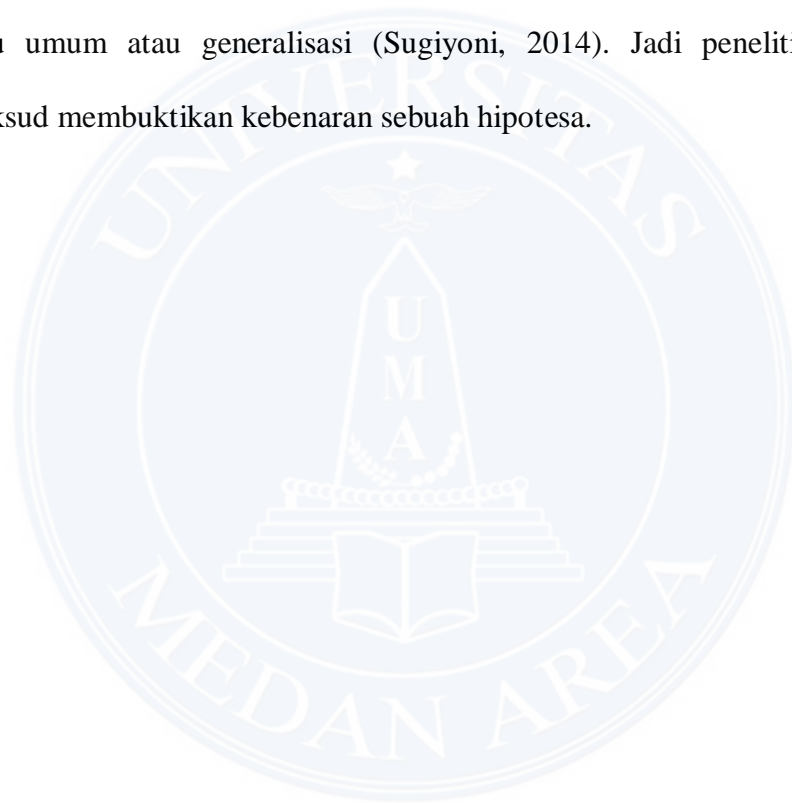 u umum atau generalisasi (Sugiyoni, 2014). Jadi peneliti
ksud membuktikan kebenaran sebuah hipotesa.
UNIVERSITAS
U
M
A
MEDAN AREA